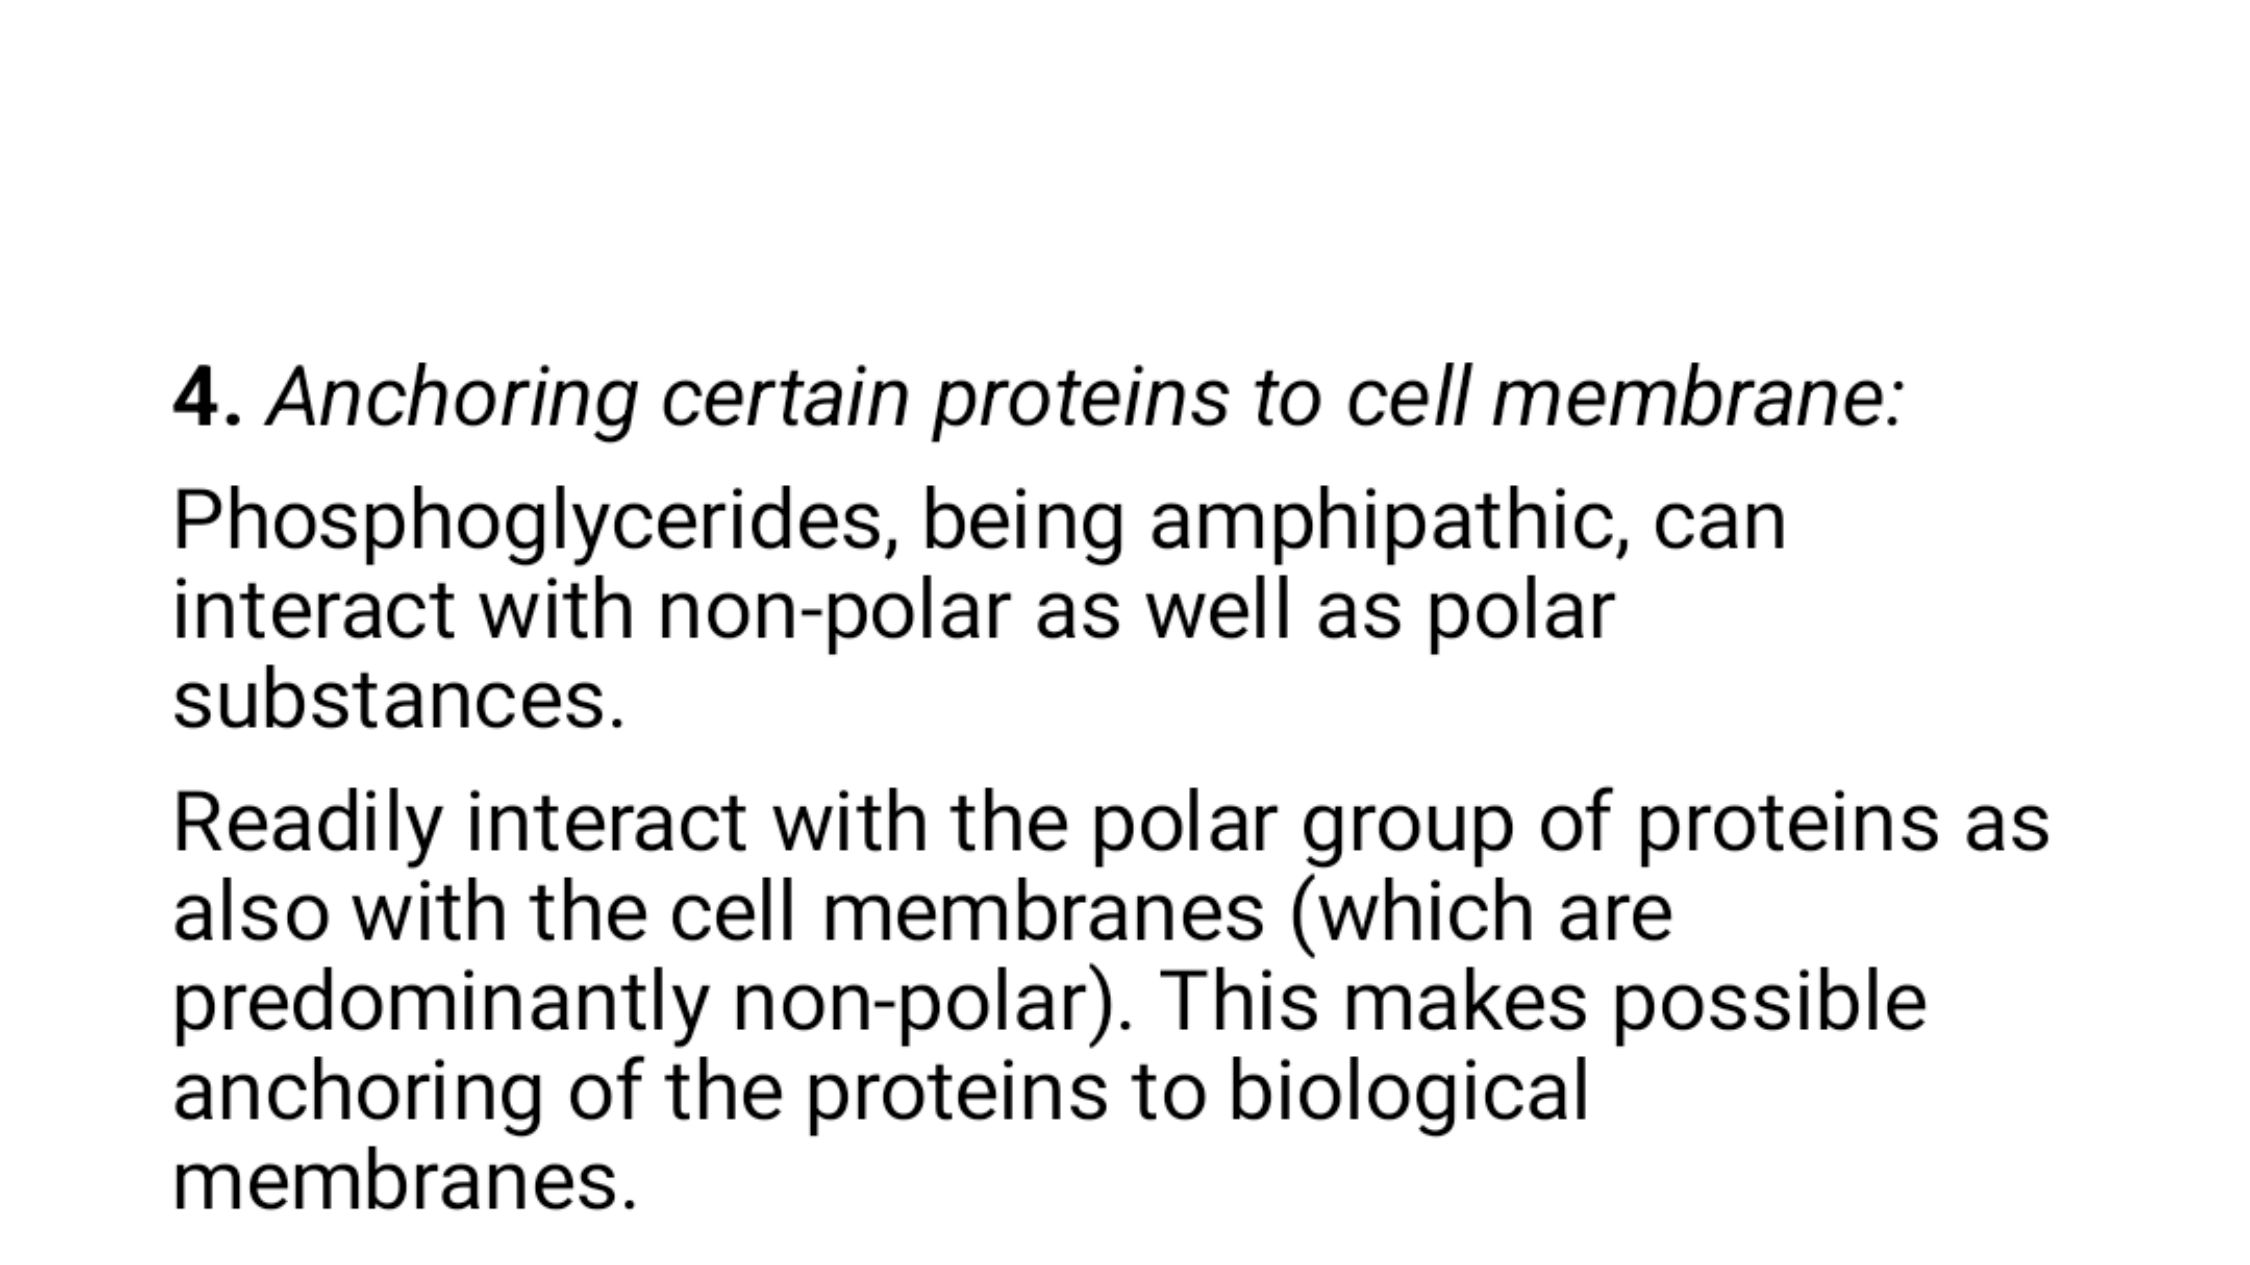 4. Anchoring certain proteins to cell membrane:
Phosphoglycerides, being amphipathic, can
interact with non-polar as well as polar
substances.
Readily interact with the polar group of proteins as
also with the cell membranes (which are
predominantly non-polar). This makes possible
anchoring of the proteins to biological
membranes.